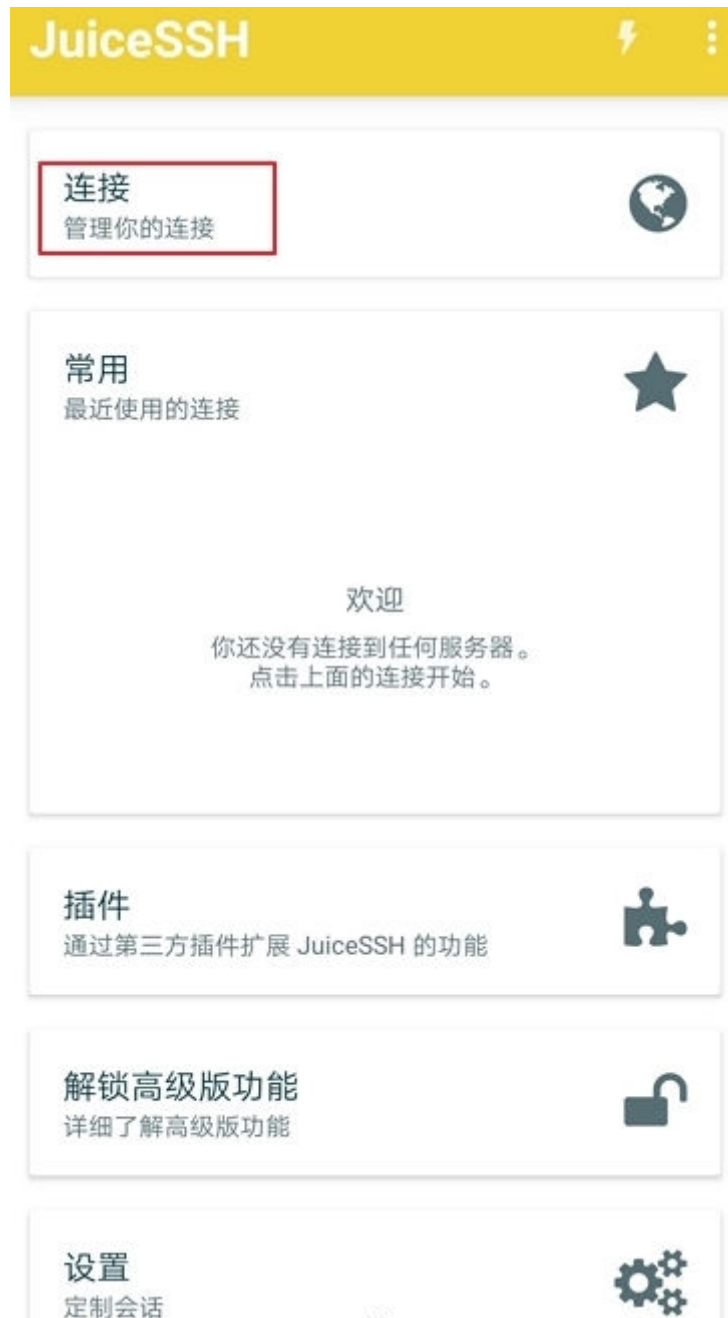 JuiceSSH
连接
管理你的连接
常用
最近使用的连接
欢迎
你还没有连接到任何服务器。
点击上面的连接开始。
插件
通过第三方插件扩展 JuiceSSH 的功能
解锁高级版功能
详细了解高级版功能
设置
定制会话